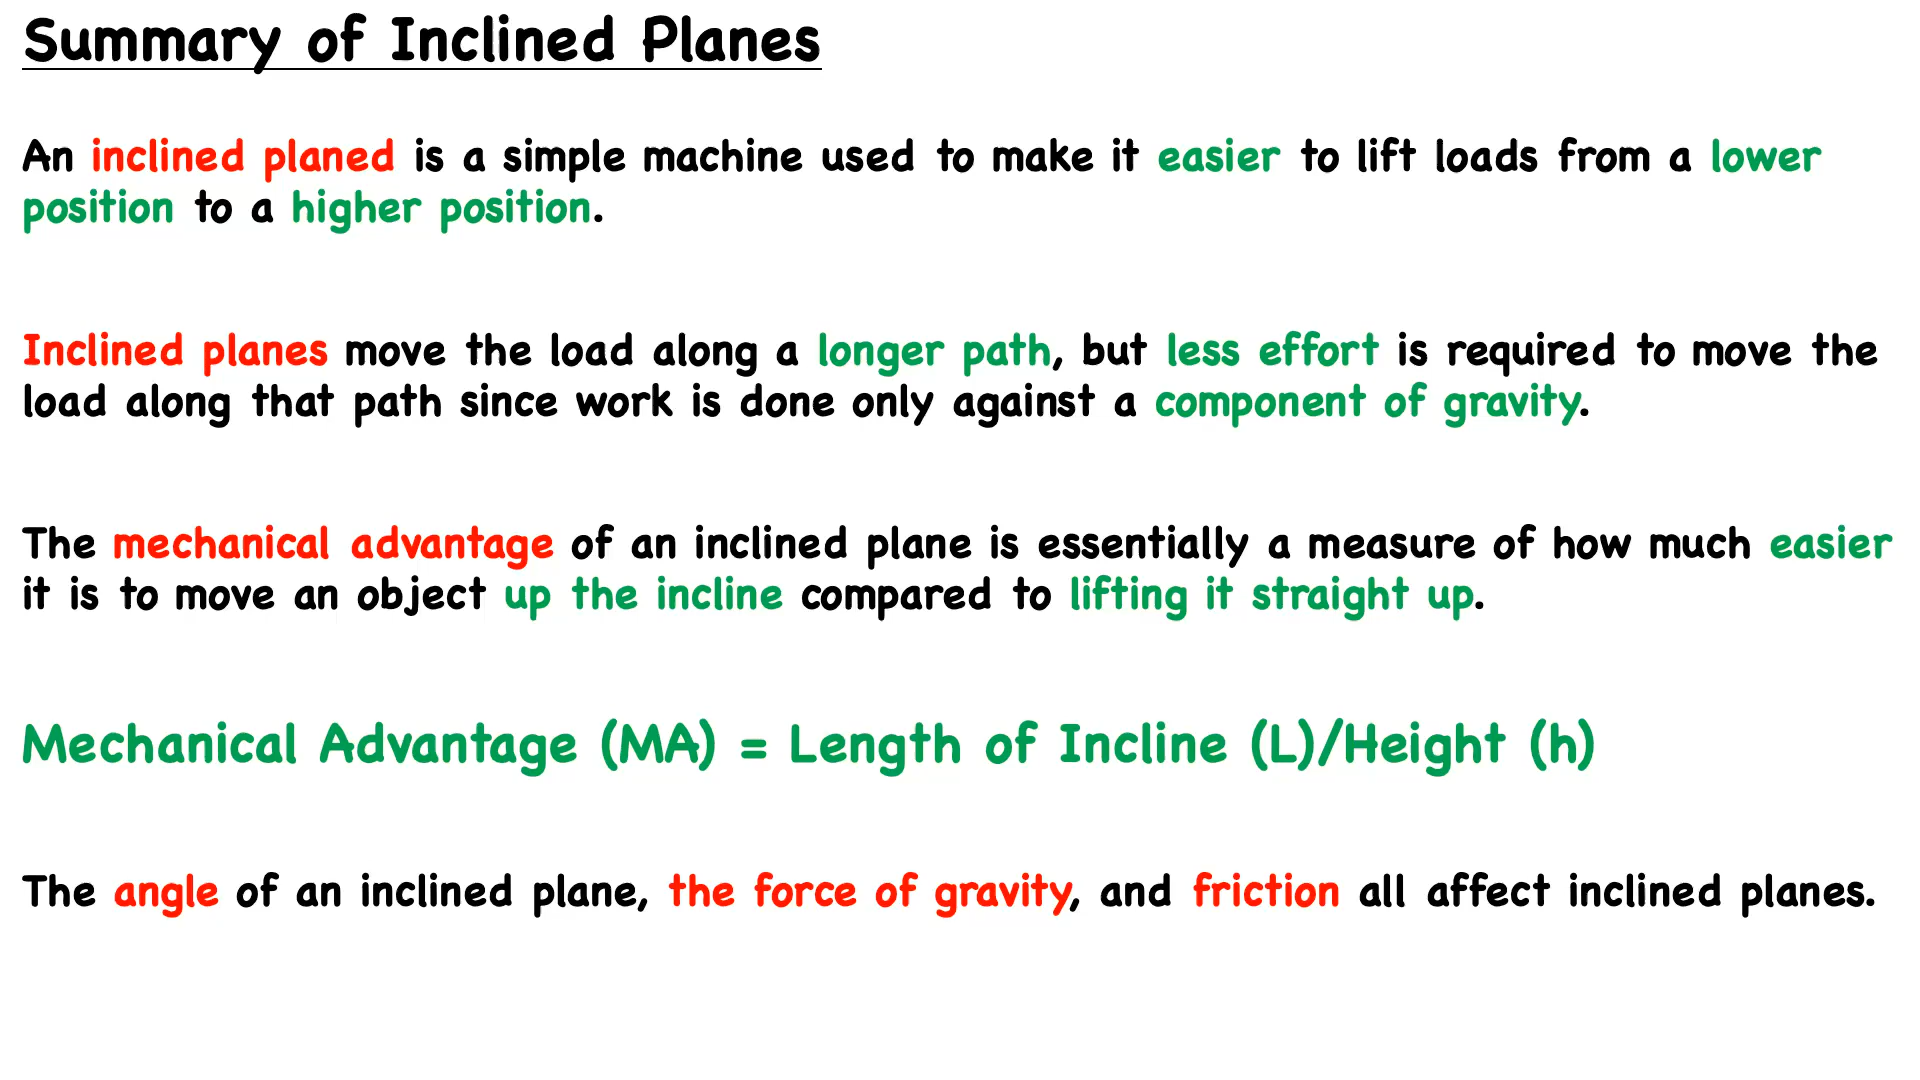 Summary of Inclined Planes
An inclined planed is a simple machine used to make it easier to lift loads from a lower
position to a higher position.
Inclined planes move the load along a longer path, but less effort is required to move the
load along that path since work is done only against a component of gravity.
The mechanical advantage of an inclined plane is essentially a measure of how much easier
it is to move an object up the incline compared to lifting it straight up.
Mechanical Advantage (MA) = Length of Incline (L)/Height (h)
The angle of an inclined plane, the force of gravity, and friction all affect inclined planes.